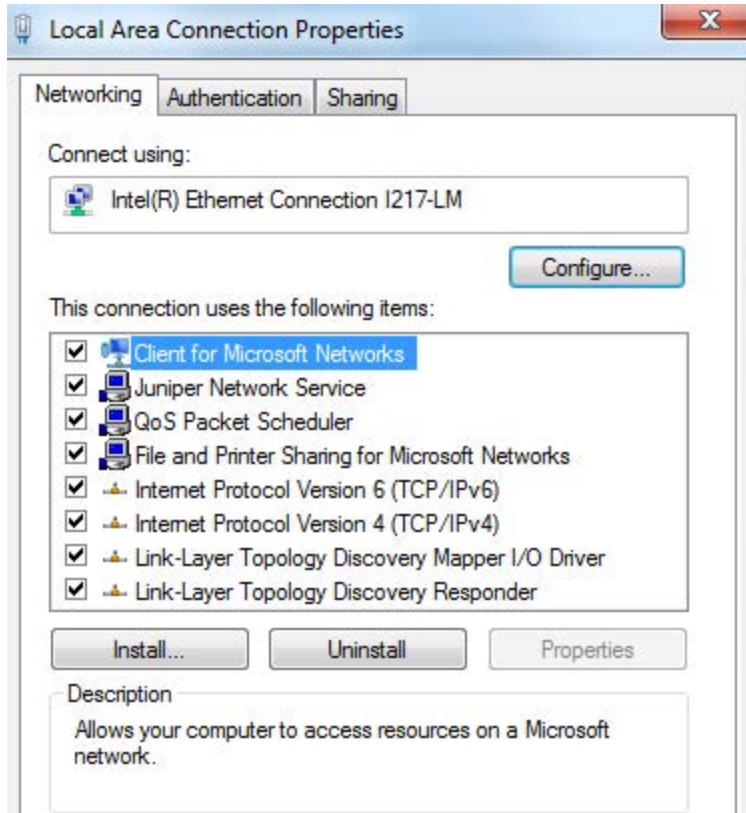 Local Area Connection Properties
Networking Authentication Sharing
Connect using:
Intel(R) Ethernet Connection I217-LM
Configure...
This connection uses the following items:
Client for Microsoft Networks
Juniper Network Service
QoS Packet Scheduler
File and Printer Sharing for Microsoft Networks
Internet Protocol Version 6 (TCP/IPv6)
Internet Protocol Version 4 (TCP/IPv4)
Link-Layer Topology Discovery Mapper I/O Driver
Link-Layer Topology Discovery Responder
Install... Uninstall Properties
Description
Allows your computer to access resources on a Microsoft
network.